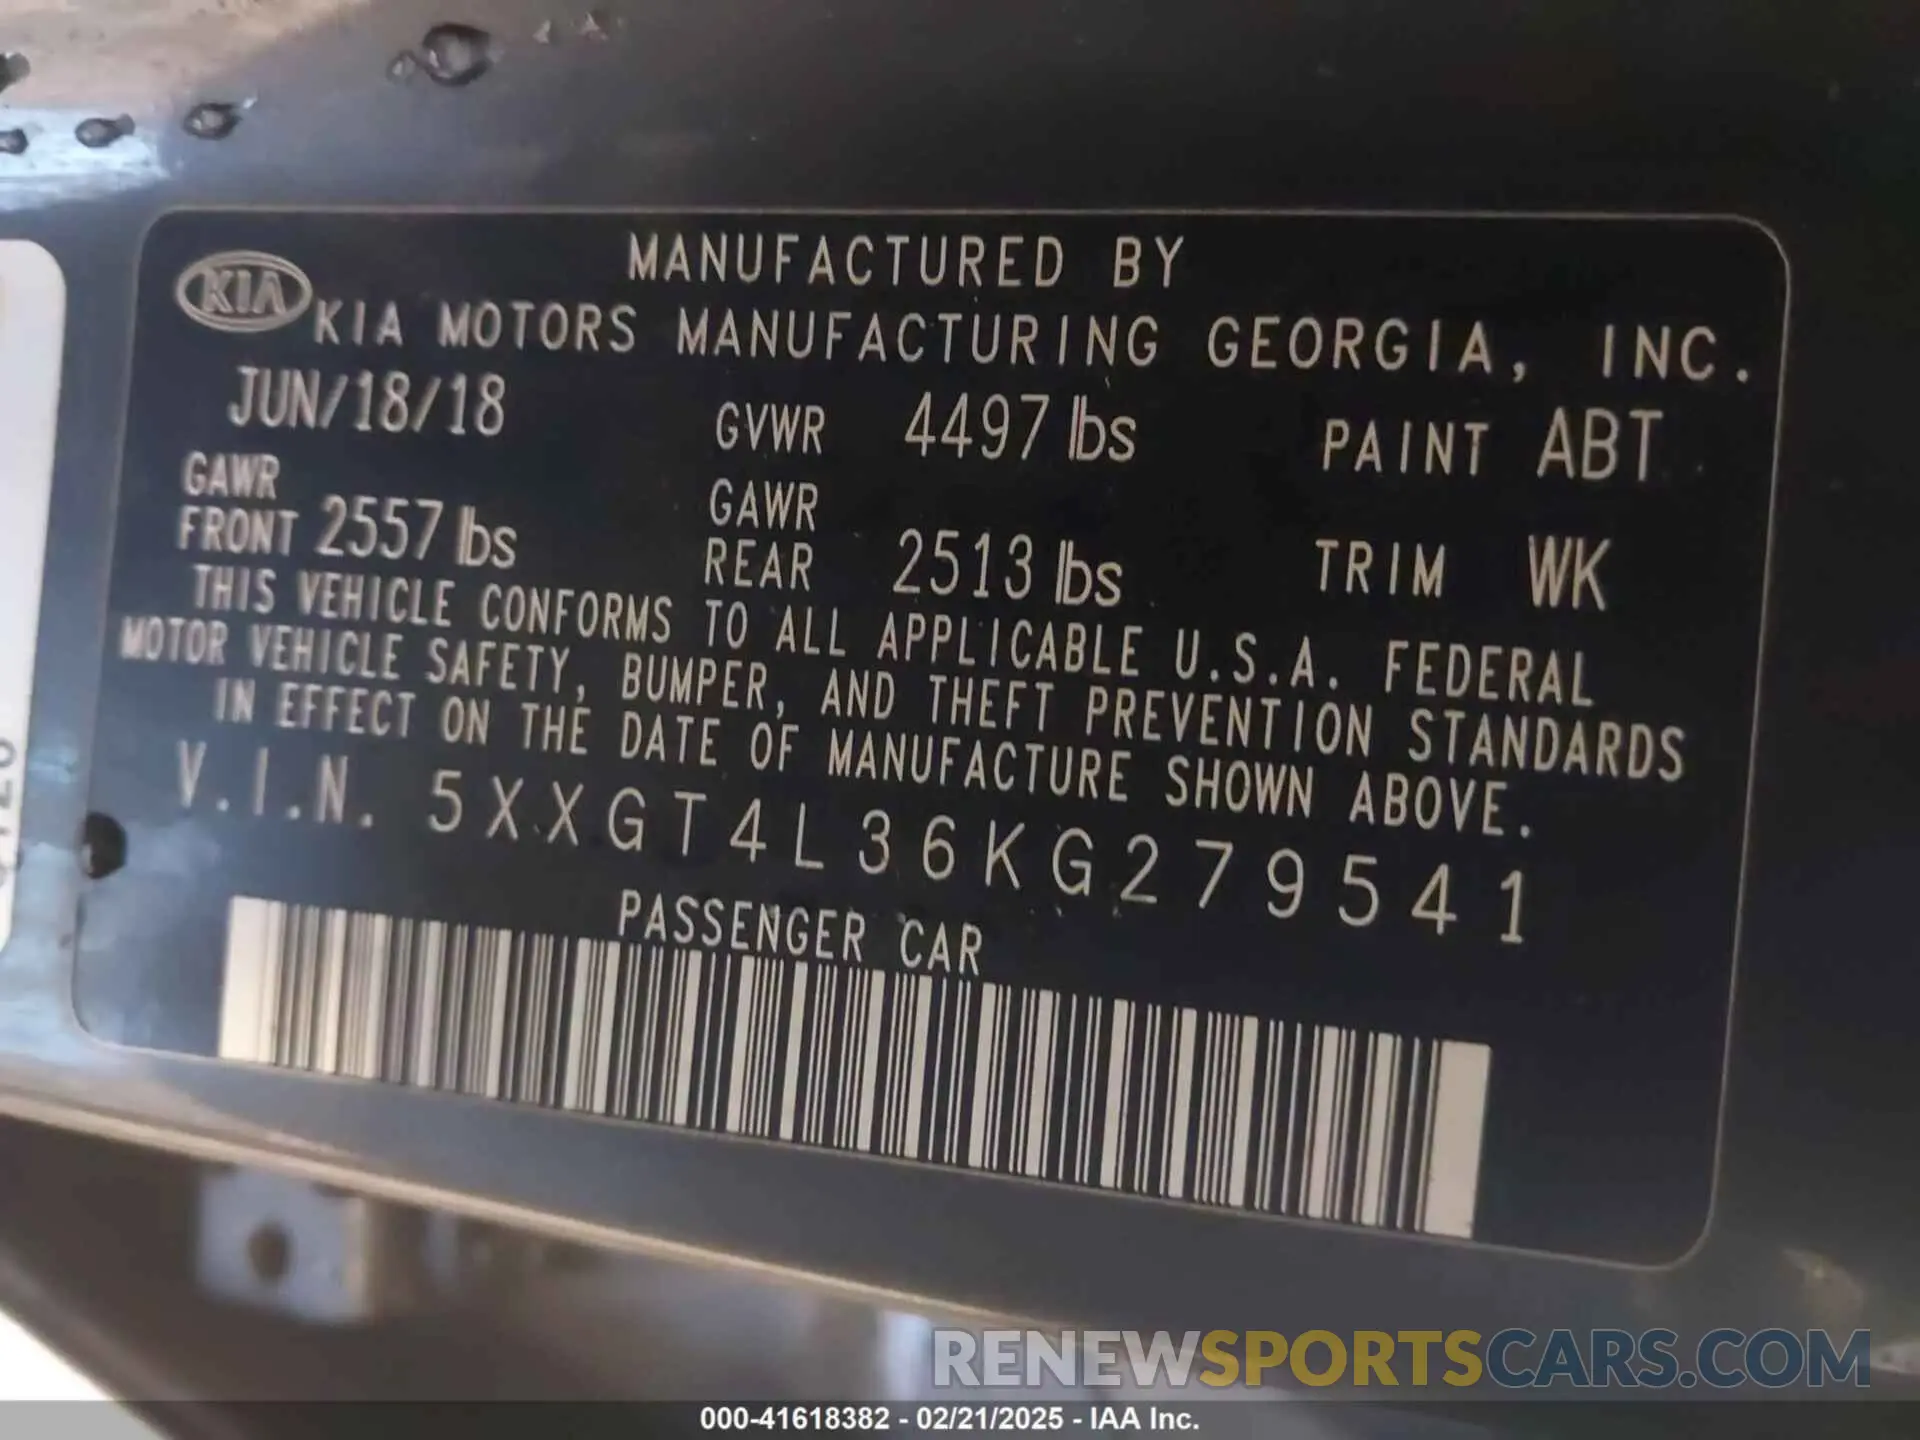 MANUFACTURED BY
KIA KIA MOTORS MANUFACTURING GEORGIA, INC.
JUN/18/18 GVWR 4497 lbs PAINT ABT
GAWR FRONT 2557 lbs GAWR REAR 2513 lbs TRIM WK
THIS VEHICLE CONFORMS TO ALL APPLICABLE U.S.A. FEDERAL
MOTOR VEHICLE SAFETY, BUMPER, AND THEFT PREVENTION STANDARDS
IN EFFECT ON THE DATE OF MANUFACTURE SHOWN ABOVE.
V.I.N. 5XXGT4L36KG279541
PASSENGER CAR
RENEWSPORTSCARS.COM
000-41618382 - 02/21/2025 - IAA Inc.